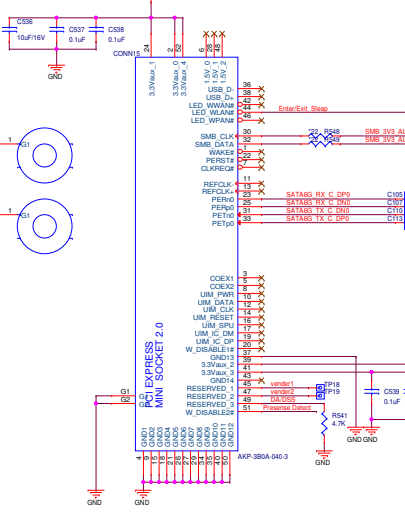 C536
10uF/16V
C537
0.1uF
C538
0.1uF
GND
CONN15
24
2
52
6
28
48
3.3Vaux_1
3.3Vaux_0
3.3Vaux_4
1.5V_0
1.5V_1
1.5V_2
USB_D- 36
USB_D+ 38
LED_WWAN# 42
LED_WLAN# 44 Enter/Exit_Sleep
LED_WPAN# 46
SMB_CLK 30 R548
SMB_DATA 32
WAKE# 1
PERST# 22
CLKREQ# 7
REFCLK- 11
REFCLK+ 13
PERn0 23 SATA6G_RX_C_DP0 C105
PERp0 25 SATA6G_RX_C_DN0 C107
PETn0 31 SATA6G_TX_C_DN0 C110
PETp0 33 SATA6G_TX_C_DP0 C113
1 G1
1 G1
COEX1 3
COEX2 5
UIM_PWR 8
UIM_DATA 10
UIM_CLK 12
UIM_RESET 14
UIM_SPU 16
UIM_IC_DM 17
UIM_IC_DP 19
W_DISABLE1# 20
GND13 37
3.3Vaux_2 39
3.3Vaux_3 41
GND14 43
RESERVED_1 45 vender1 TP18
RESERVED_2 47 vender2 TP19
RESERVED_3 49 DA/DSS
W_DISABLE2# 51 Presense Detect
PCI EXPRESS
MINI SOCKET 2.0
G1
G2
R541
4.7K
C539
0.1uF
GND GND
GND1
GND2
GND3
GND4
GND5
GND6
GND7
GND8
GND9
GND10
GND11
GND12
4
9
15
18
21
26
27
29
34
35
40
50
AKP-3B0A-040-3
GND
GND
GND